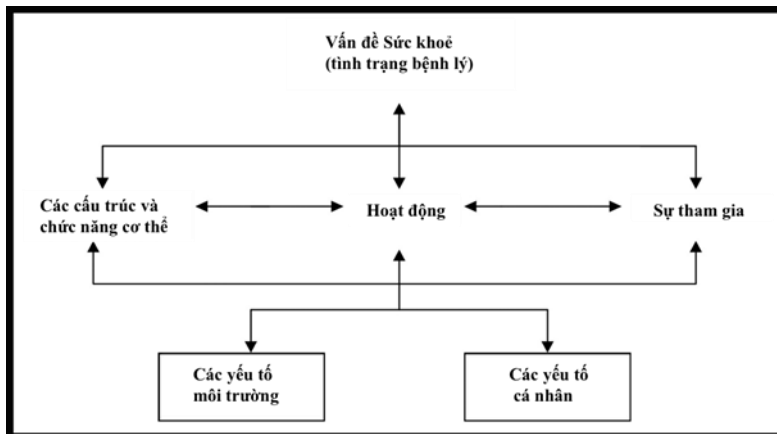 Vấn đề Sức khoẻ
(tình trạng bệnh lý)
Các cấu trúc và
chức năng cơ thể
Hoạt động
Sự tham gia
Các yếu tố
môi trường
Các yếu tố
cá nhân